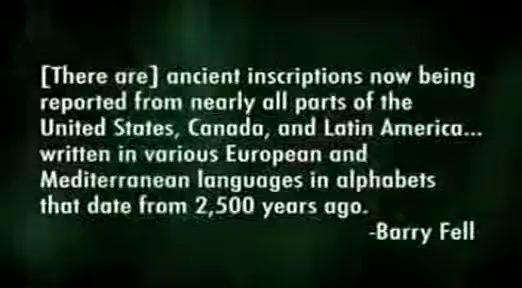 [There are] ancient inscriptions now being
reported from nearly all parts of the
United States, Canada, and Latin America...
written in various European and
Mediterranean languages in alphabets
that date from 2,500 years ago.
-Barry Fell